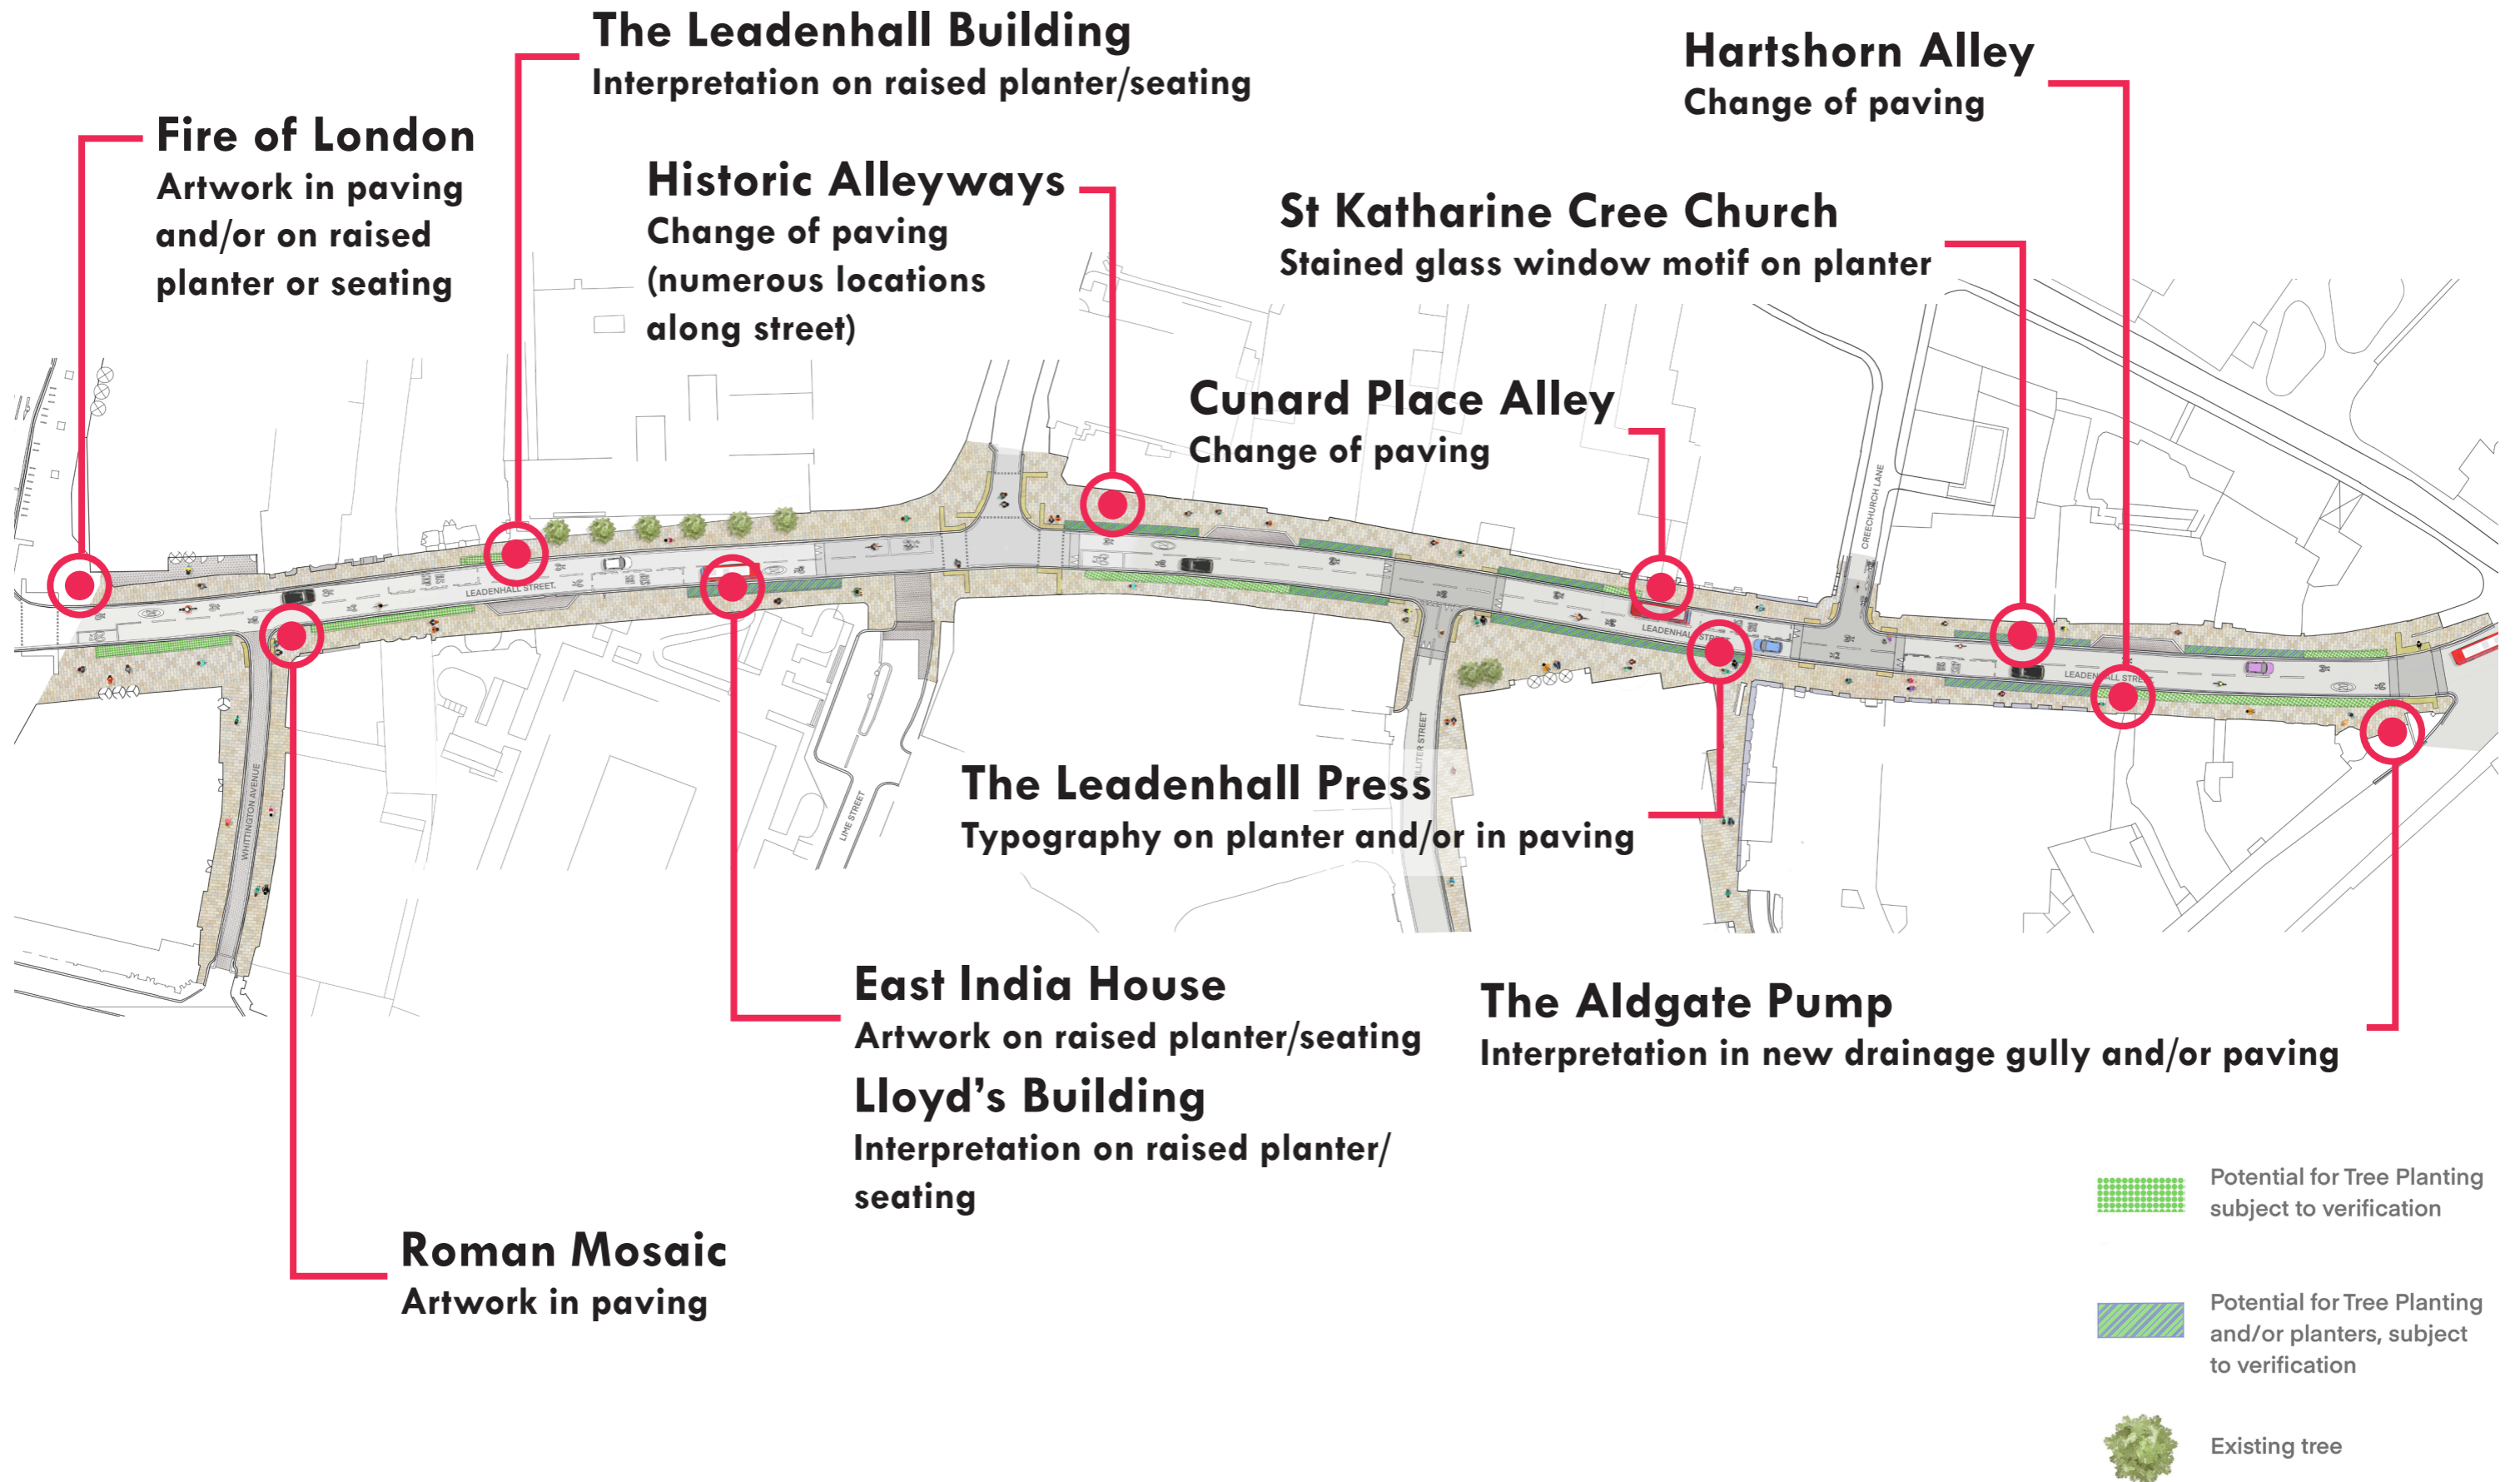 The Leadenhall Building
Interpretation on raised planter/seating
Hartshorn Alley
Change of paving
Fire of London
Artwork in paving
and/or on raised
planter or seating
Historic Alleyways
Change of paving
(numerous locations
along street)
St Katharine Cree Church
Stained glass window motif on planter
Cunard Place Alley
Change of paving
CREECHURCH LANE
LEADENHALL STREET
LEADENHALL STREET
LEADENHALL STREET
WHITTINGTON AVENUE
LIME STREET
STREET
The Leadenhall Press
Typography on planter and/or in paving
East India House
Artwork on raised planter/seating
Lloyd's Building
Interpretation on raised planter/
seating
The Aldgate Pump
Interpretation in new drainage gully and/or paving
Roman Mosaic
Artwork in paving
Potential for Tree Planting
subject to verification
Potential for Tree Planting
and/or planters, subject
to verification
Existing tree